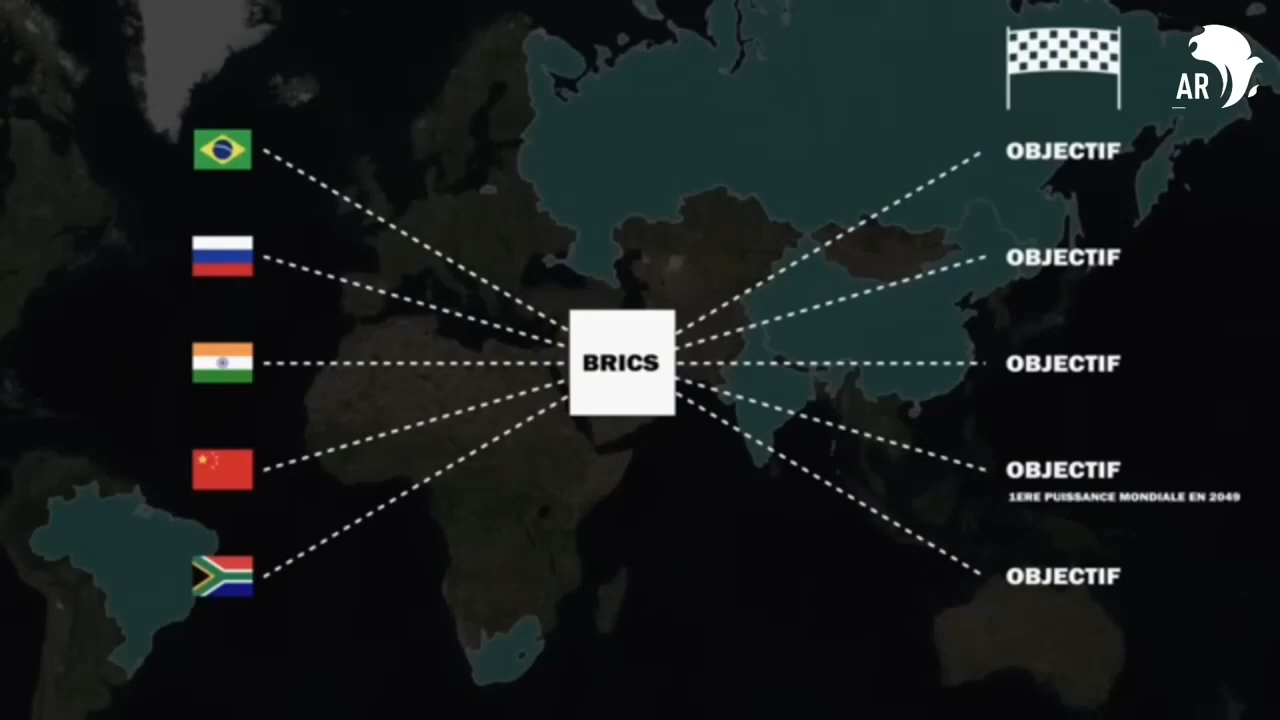 AR
OBJECTIF
OBJECTIF
BRICS
OBJECTIF
OBJECTIF
1ERE PUISSANCE MONDIALE EN 2049
OBJECTIF